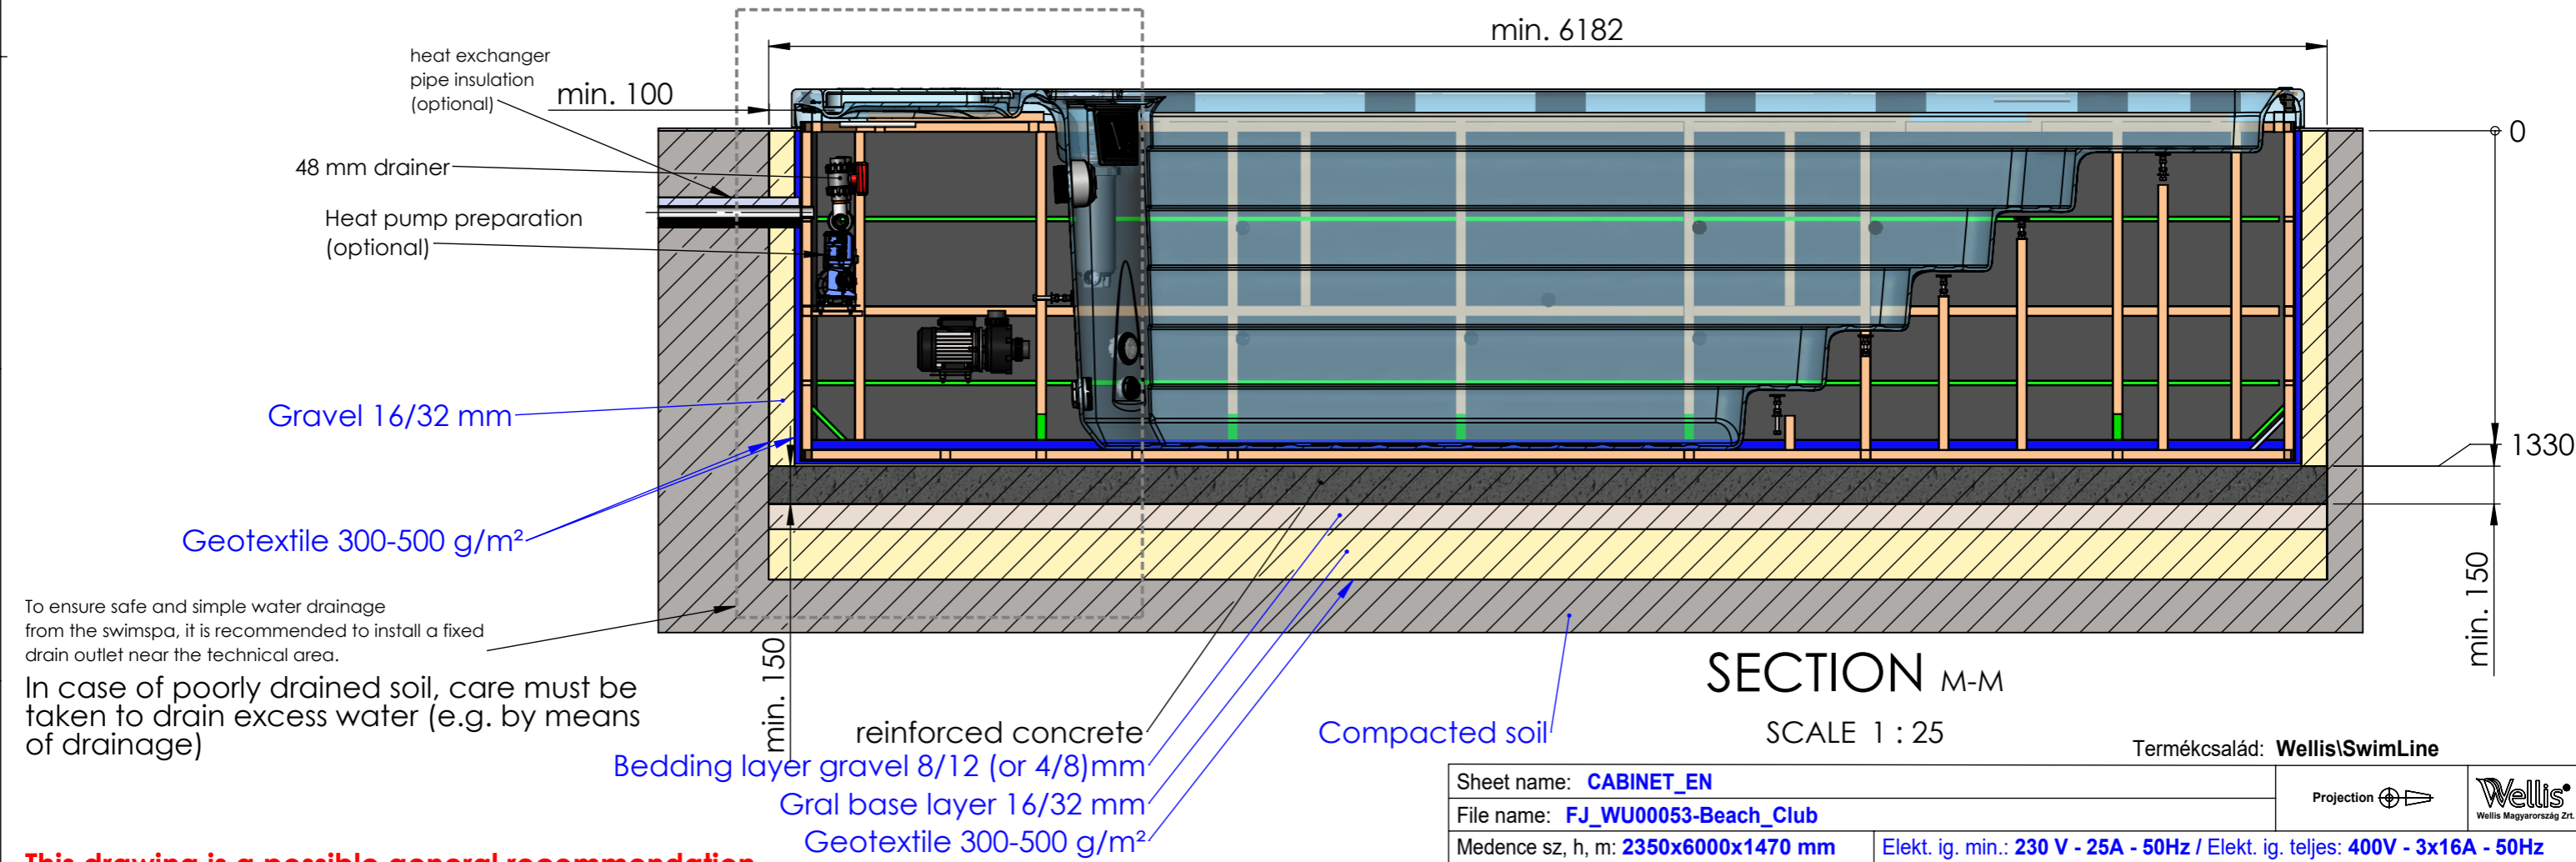 min. 6182
heat exchanger
pipe insulation
(optional)
min. 100
0
48 mm drainer
Heat pump preparation
(optional)
Gravel 16/32 mm
1330
Geotextile 300-500 g/m²
min. 150
To ensure safe and simple water drainage
from the swimspa, it is recommended to install a fixed
drain outlet near the technical area.
In case of poorly drained soil, care must be
taken to drain excess water (e.g. by means
of drainage)
min. 150
SECTION M-M
SCALE 1 : 25
reinforced concrete
Compacted soil
Bedding layer gravel 8/12 (or 4/8)mm
Gral base layer 16/32 mm
Geotextile 300-500 g/m²
Termékcsalád: Wellis\SwimLine
Sheet name: CABINET_EN
Projection
Wellis
Wellis Magyarország Zrt.
File name: FJ_WU00053-Beach_Club
Medence sz, h, m: 2350x6000x1470 mm
Elekt. ig. min.: 230 V - 25A - 50Hz / Elekt. ig. teljes: 400V - 3x16A - 50Hz
This drawing is a possible general recommendation